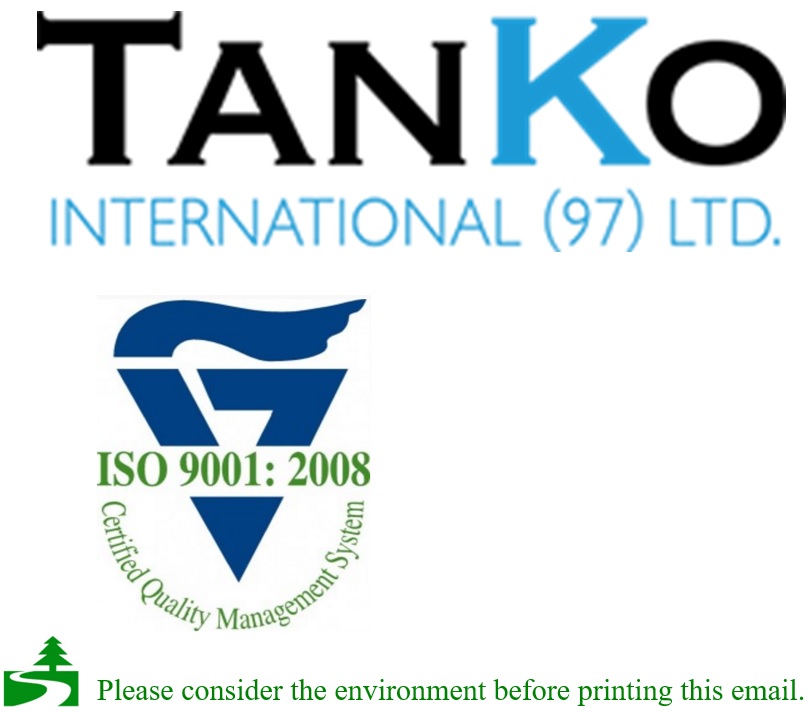 TANKO
INTERNATIONAL (97) LTD.
ISO 9001: 2008
Certified Quality Management System
Please consider the environment before printing this email.